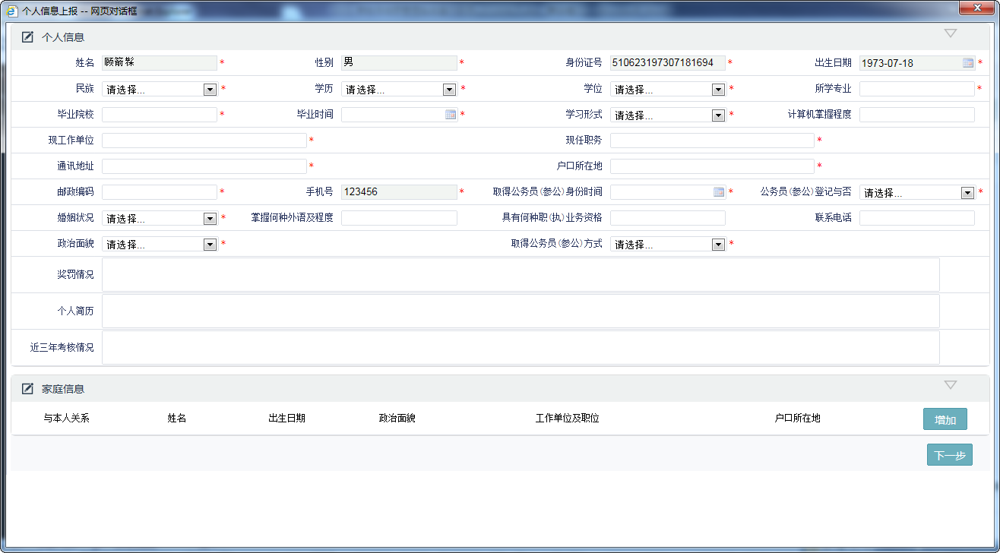 个人信息上报 -- 网页对话框
个人信息
姓名 顾箭 * 性别 男 * 身份证号 510623197307181694 * 出生日期 1973-07-18 *
民族 请选择... * 学历 请选择... * 学位 请选择... * 所学专业 *
毕业院校 * 毕业时间 * 学习形式 请选择... * 计算机掌握程度
现工作单位 * 现任职务 *
通讯地址 * 户口所在地 *
邮政编码 * 手机号 123456 * 取得公务员(参公)身份时间 * 公务员(参公)登记与否 请选择... *
婚姻状况 请选择... * 掌握何种外语及程度 具有何种职(执)业务资格 联系电话
政治面貌 请选择... * 取得公务员(参公)方式 请选择... *
奖罚情况
个人简历
近三年考核情况
家庭信息
与本人关系 姓名 出生日期 政治面貌 工作单位及职位 户口所在地 增加
下一步